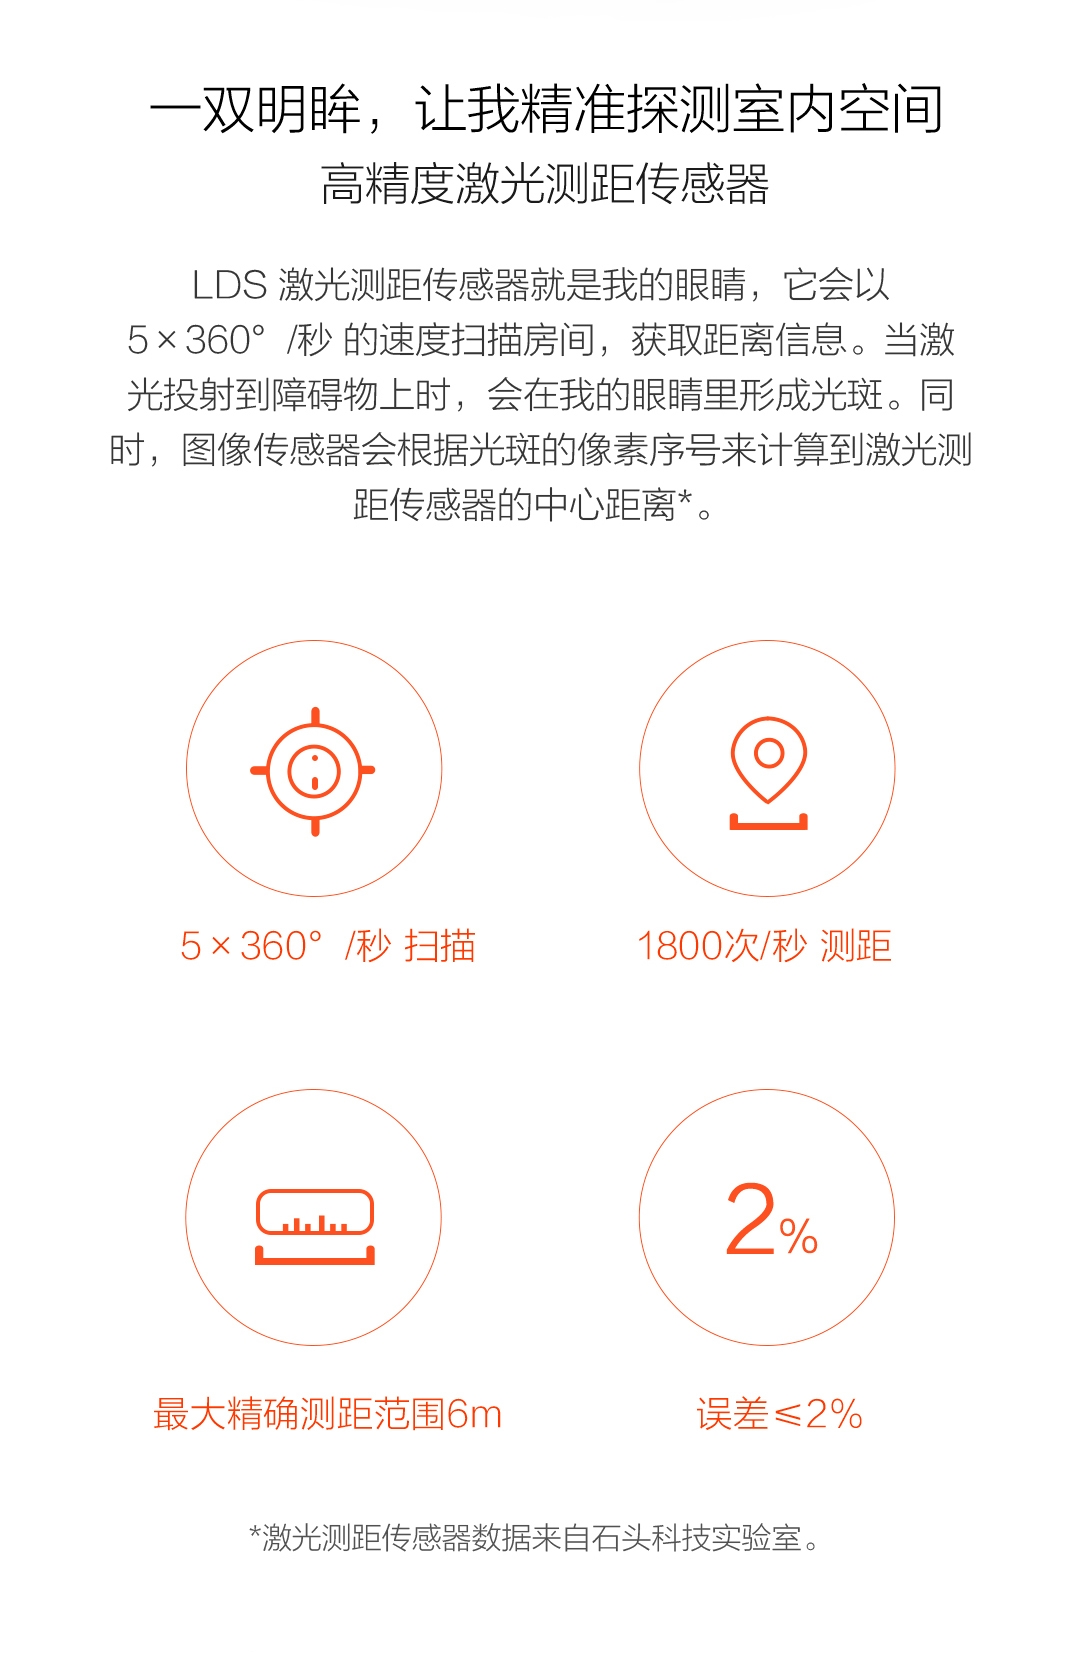 一双明眸，让我精准探测室内空间
高精度激光测距传感器
LDS 激光测距传感器就是我的眼睛，它会以
5×360°/秒 的速度扫描房间，获取距离信息。当激
光投射到障碍物上时，会在我的眼睛里形成光斑。同
时，图像传感器会根据光斑的像素序号来计算到激光测
距传感器的中心距离*。
5×360°/秒 扫描
1800次/秒 测距
2%
最大精确测距范围6m
误差≤2%
*激光测距传感器数据来自石头科技实验室。